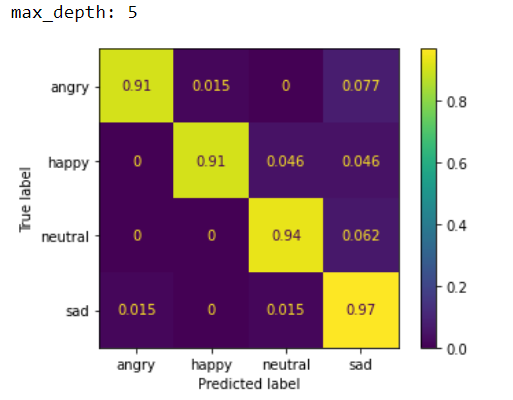 max_depth: 5
angry 0.91 0.015 0 0.077
happy 0 0.91 0.046 0.046
neutral 0 0 0.94 0.062
sad 0.015 0 0.015 0.97
angry happy neutral sad
Predicted label
True label
0.8
0.6
0.4
0.2
0.0